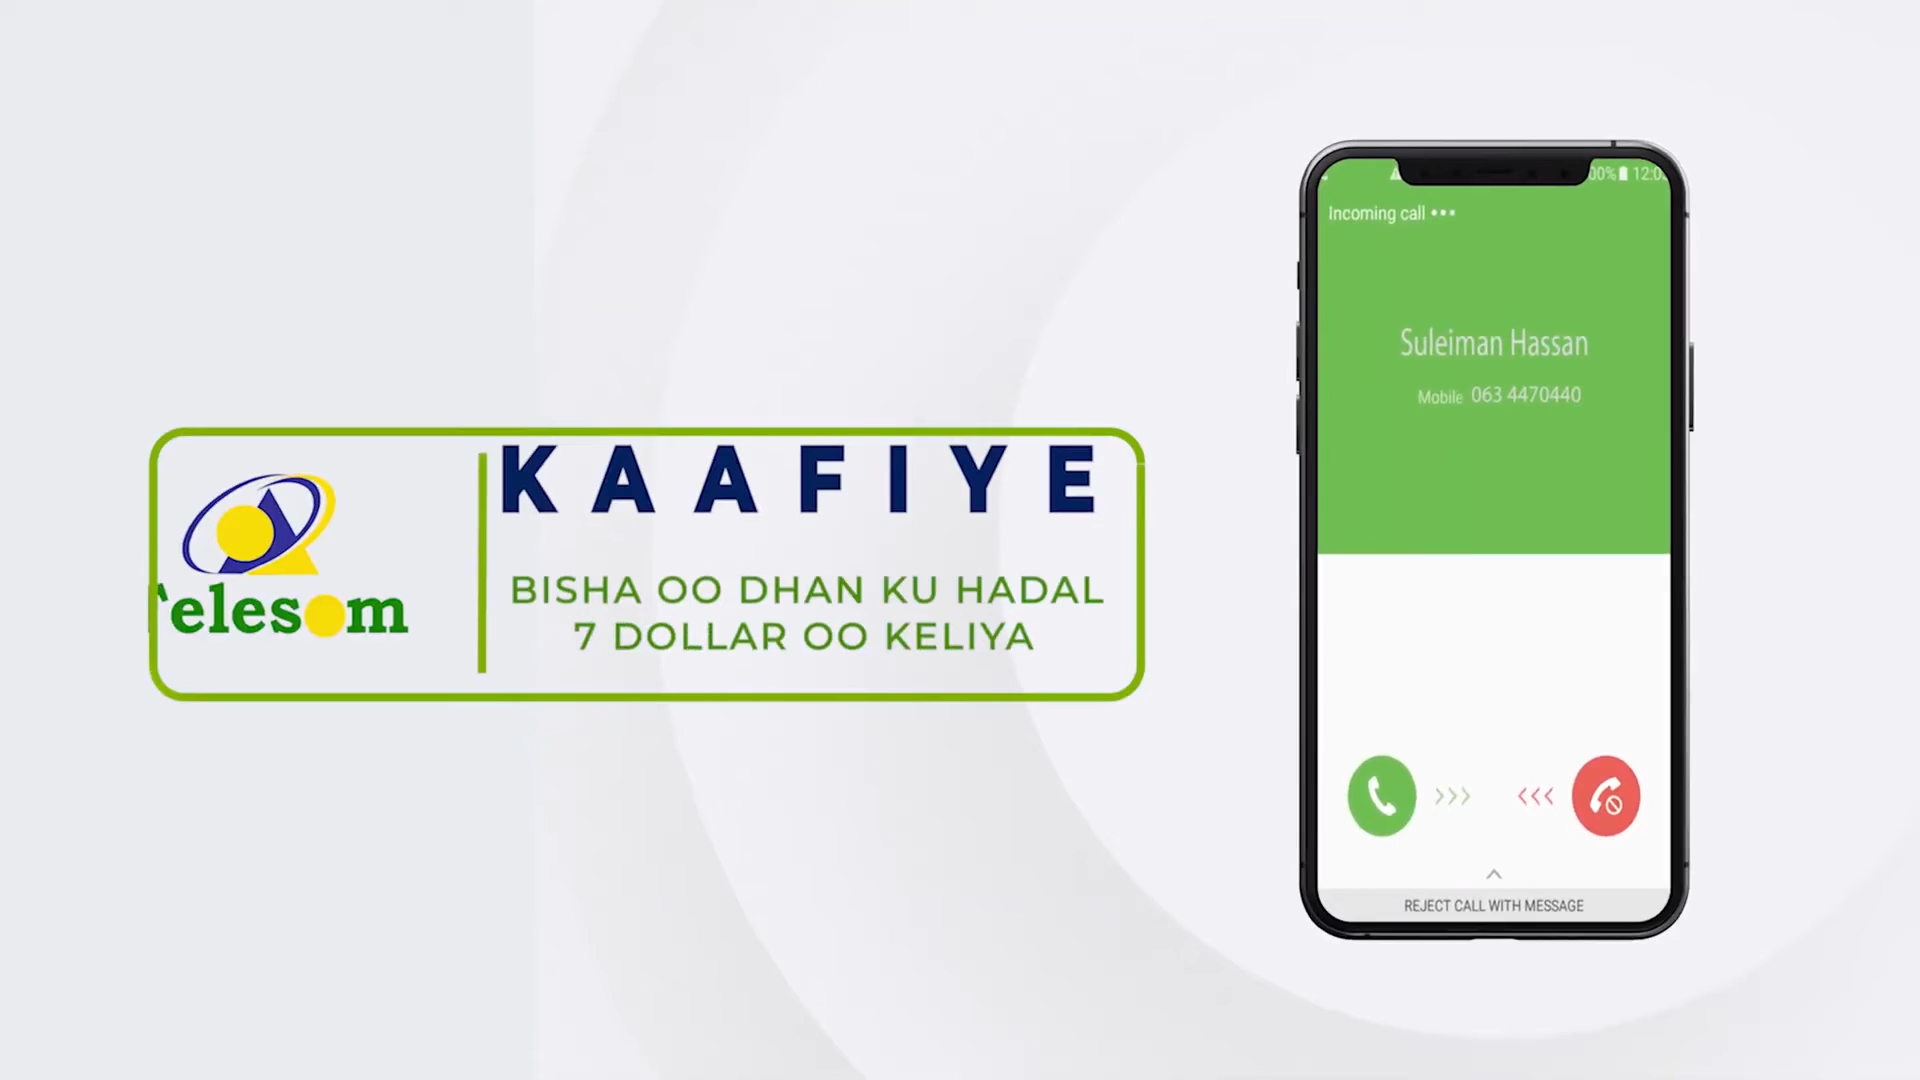 Telesom
KAAFIYE
BISHA OO DHAN KU HADAL
7 DOLLAR OO KELIYA
Incoming call •••
Suleiman Hassan
Mobile 063 4470440
REJECT CALL WITH MESSAGE